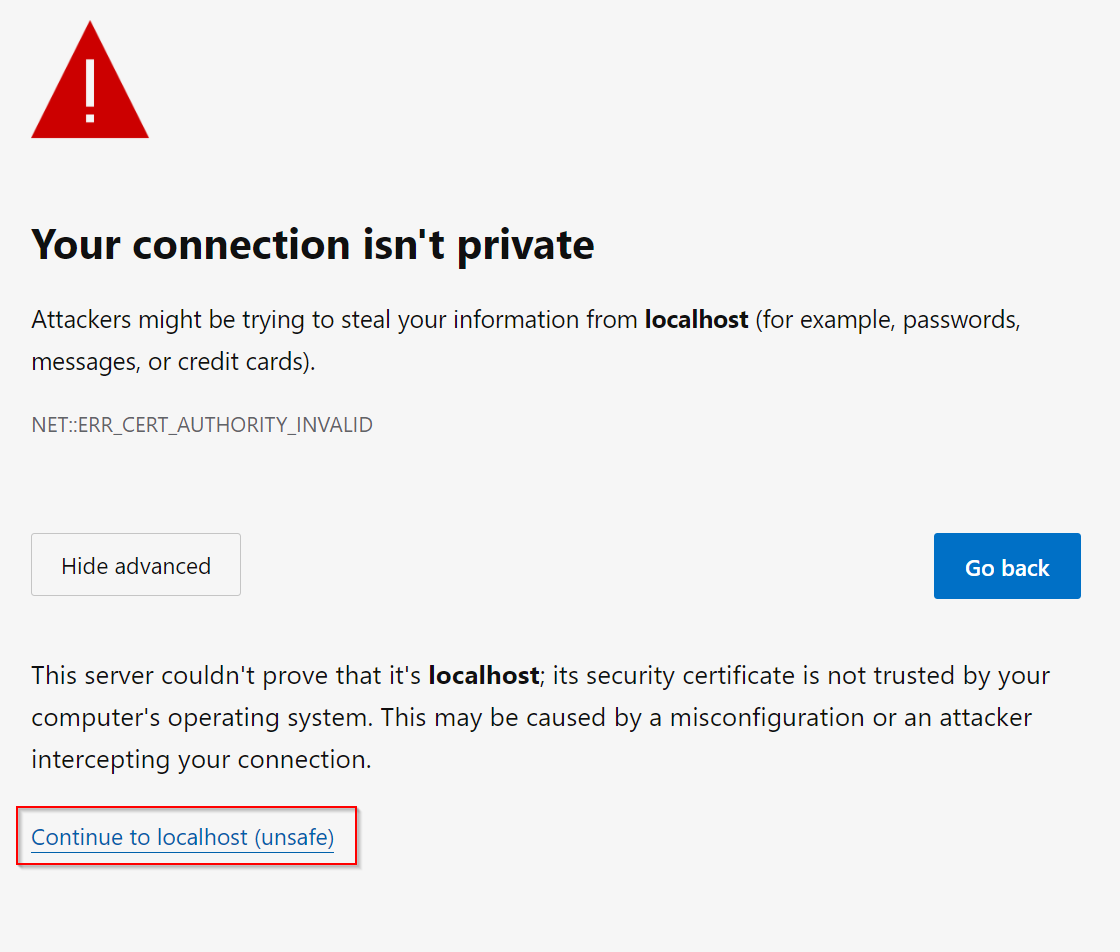 !
Your connection isn't private
Attackers might be trying to steal your information from localhost (for example, passwords,
messages, or credit cards).
NET::ERR_CERT_AUTHORITY_INVALID
Hide advanced
Go back
This server couldn't prove that it's localhost; its security certificate is not trusted by your
computer's operating system. This may be caused by a misconfiguration or an attacker
intercepting your connection.
Continue to localhost (unsafe)